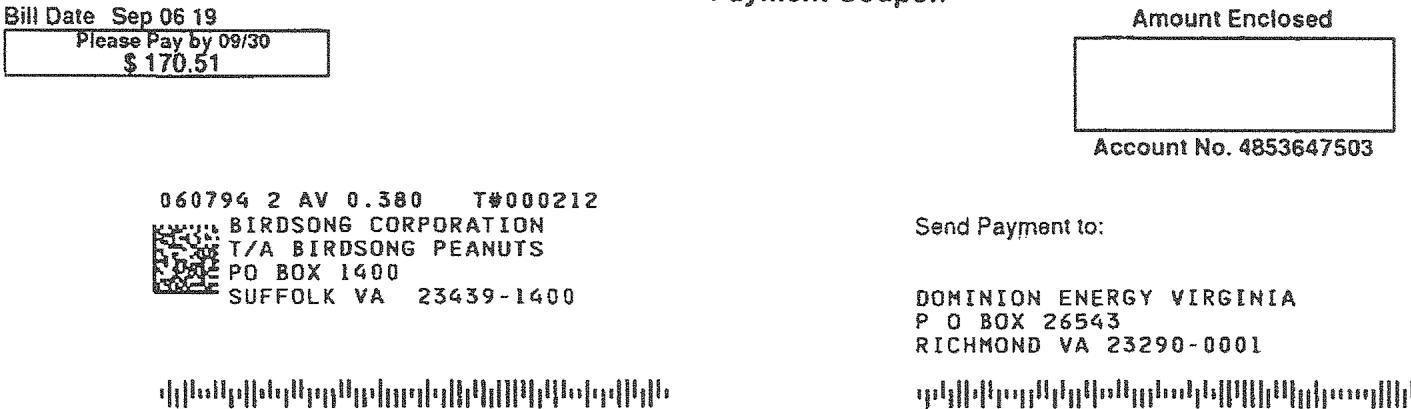 Payment Coupon
Bill Date Sep 06 19
Please Pay by 09/30
$ 170.51
Amount Enclosed
Account No. 4853647503
060794 2 AV 0.380 T#000212
BIRDSONG CORPORATION
T/A BIRDSONG PEANUTS
PO BOX 1400
SUFFOLK VA 23439-1400
Send Payment to:
DOMINION ENERGY VIRGINIA
P O BOX 26543
RICHMOND VA 23290-0001